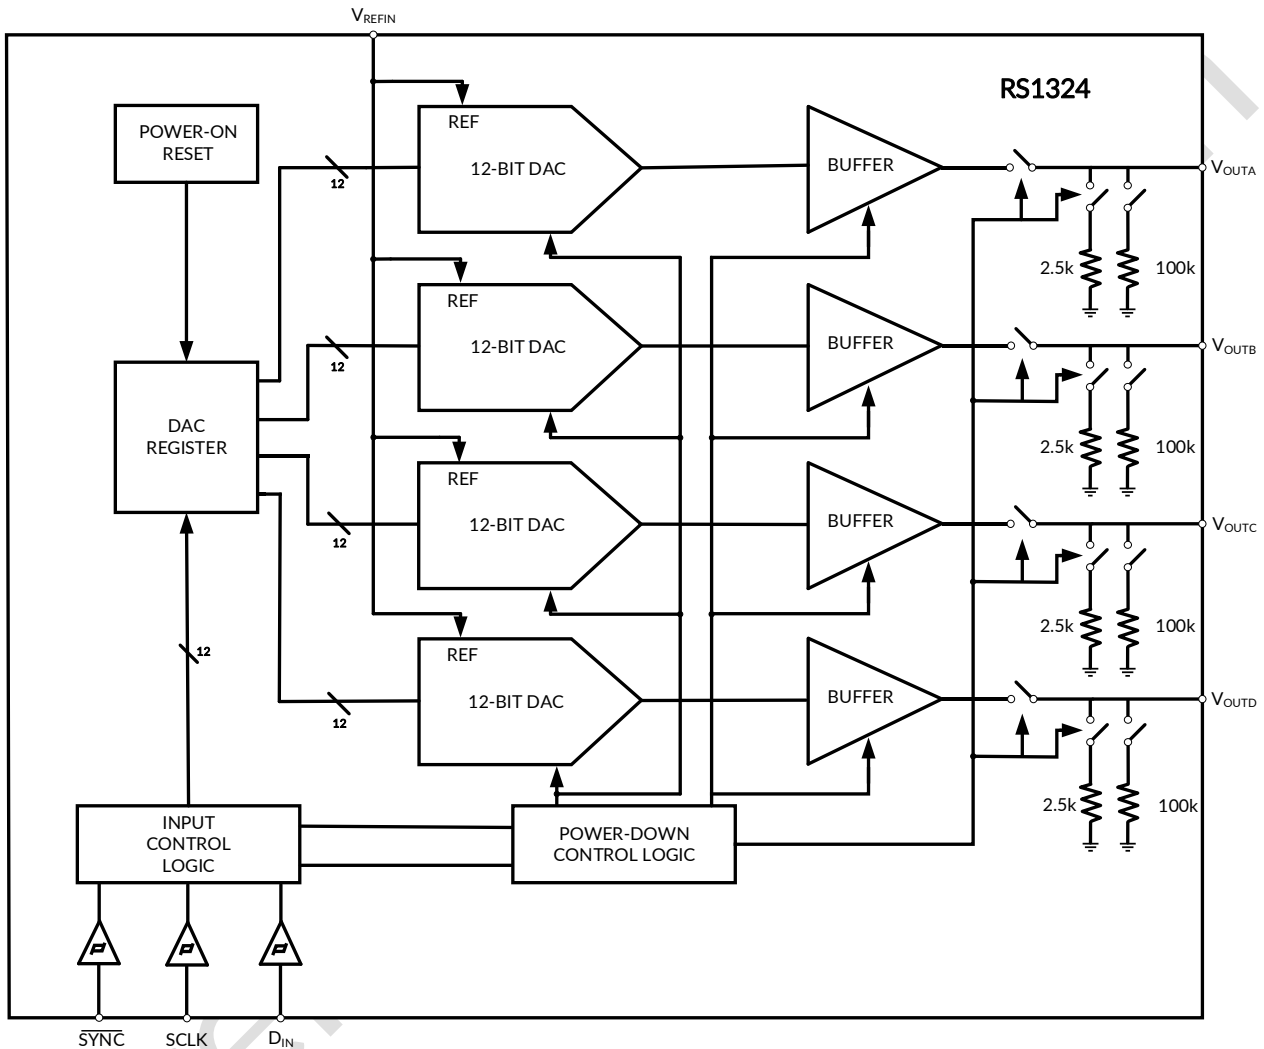 VREFIN
RS1324
POWER-ON
RESET
REF
12-BIT DAC
BUFFER
12
VOUTA
2.5k
100k
REF
12-BIT DAC
BUFFER
12
VOUTB
DAC
REGISTER
2.5k
100k
REF
12-BIT DAC
BUFFER
12
VOUTC
2.5k
100k
12
REF
12-BIT DAC
BUFFER
12
VOUTD
2.5k
100k
INPUT
CONTROL
LOGIC
POWER-DOWN
CONTROL LOGIC
SYNC
SCLK
DIN